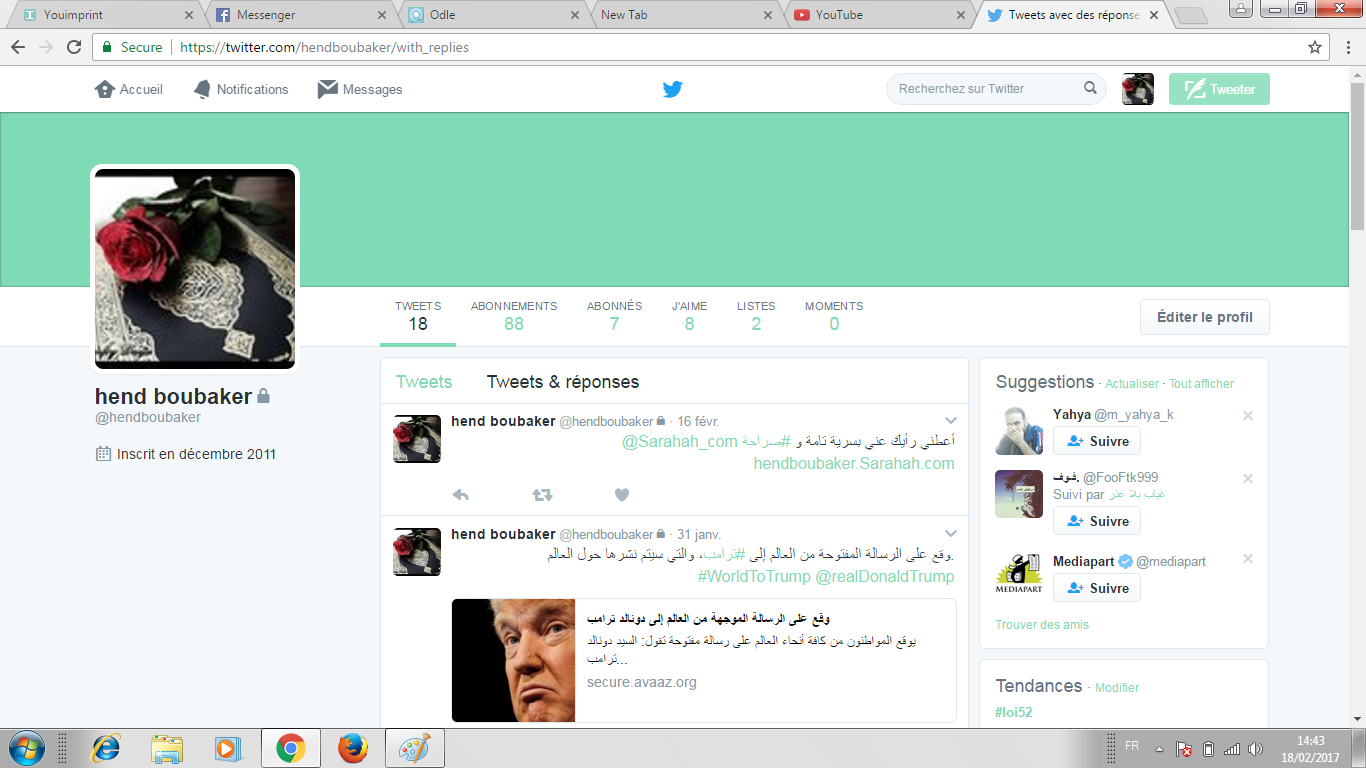 Youimprint
Messenger
Odle
New Tab
YouTube
Tweets avec des réponse
Secure
https://twitter.com/hendboubaker/with_replies
Accueil
Notifications
Messages
Recherchez sur Twitter
Tweeter
TWEETS
18
ABONNEMENTS
88
ABONNÉS
7
J'AIME
8
LISTES
2
MOMENTS
0
Éditer le profil
hend boubaker
@hendboubaker
Inscrit en décembre 2011
Tweets
Tweets & réponses
hend boubaker @hendboubaker · 16 févr.
أعطني رأيك عني بسرية تامة و #صراحة @Sarahah_com
hendboubaker.Sarahah.com
hend boubaker @hendboubaker · 31 janv.
وقع على الرسالة المفتوحة من العالم إلى #ترامب، والتي سيتم نشرها حول العالم.
#WorldToTrump @realDonaldTrump
وقع على الرسالة الموجهة من العالم إلى دونالد ترامب
يوقع المواطنون من كافة أنحاء العالم على رسالة مفتوحة تقول: السيد دونالد
ترامب...
secure.avaaz.org
Suggestions · Actualiser · Tout afficher
Yahya @m_yahya_k
Suivre
فـوف. @FooFtk999
Suivi par غياب بلا عذر
Suivre
MEDIAPART
Mediapart @mediapart
Suivre
Trouver des amis
Tendances · Modifier
#loi52
FR
14:43
18/02/2017